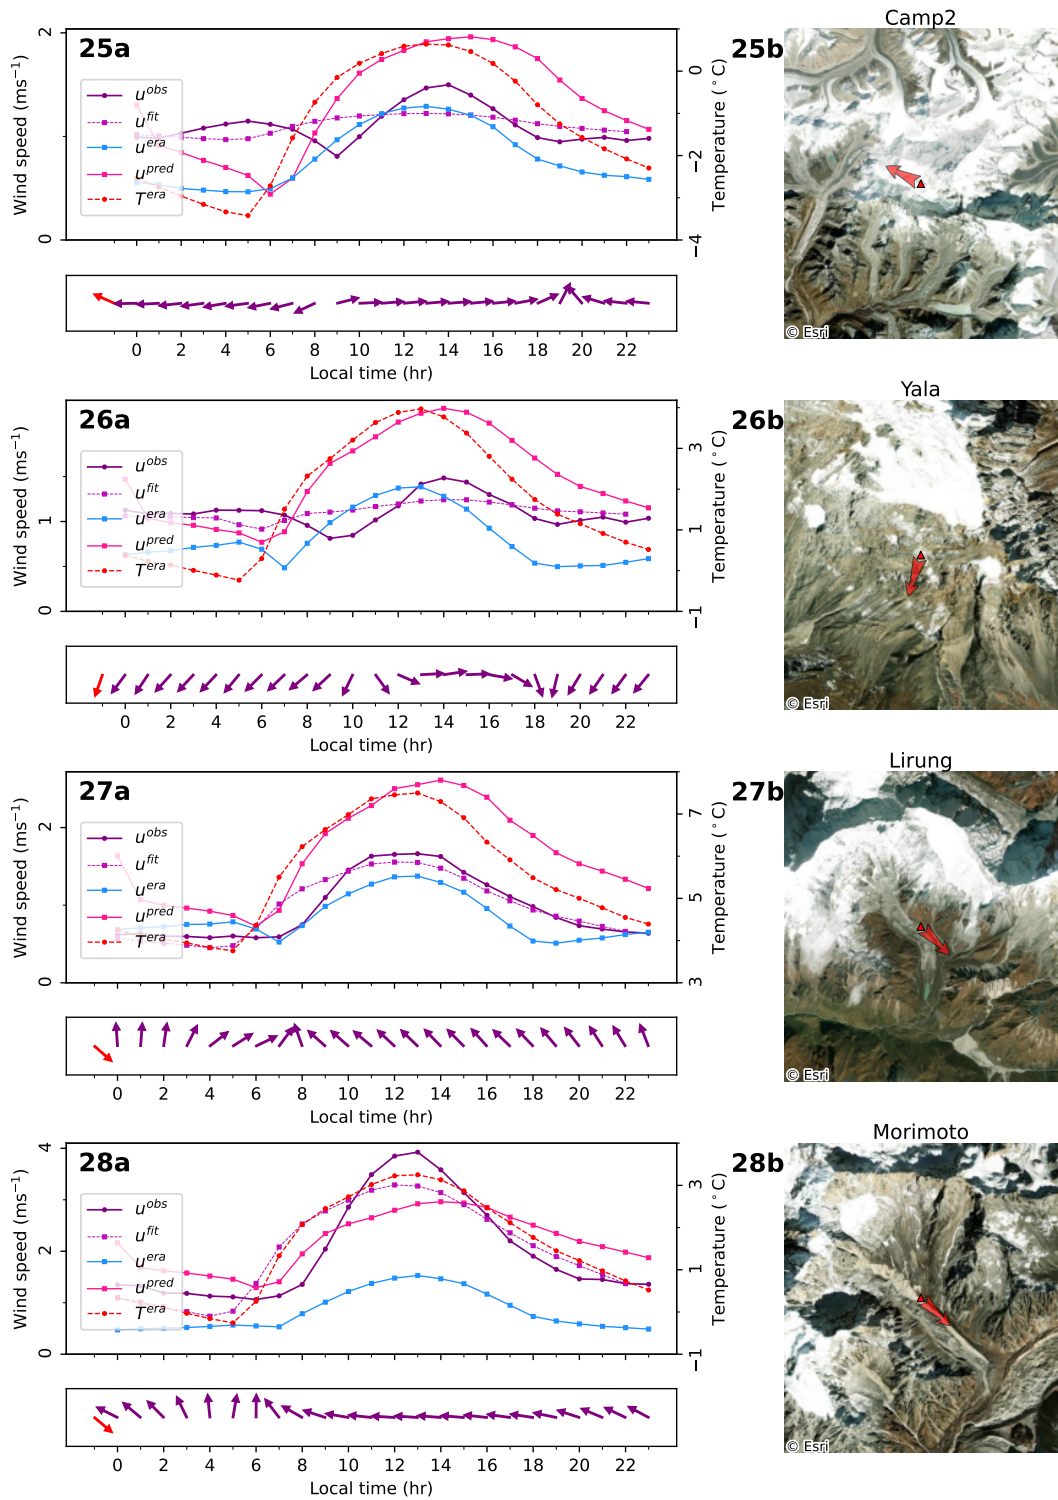 Camp2
25a
25b
Wind speed (ms⁻¹)
Temperature (°C)
2
0
0
−2
−4
u^obs
u^fit
u^era
u^pred
T^era
© Esri
0 2 4 6 8 10 12 14 16 18 20 22
Local time (hr)
Yala
26a
26b
Wind speed (ms⁻¹)
Temperature (°C)
1
0
3
1
−1
u^obs
u^fit
u^era
u^pred
T^era
© Esri
0 2 4 6 8 10 12 14 16 18 20 22
Local time (hr)
Lirung
27a
27b
Wind speed (ms⁻¹)
Temperature (°C)
2
0
7
5
3
u^obs
u^fit
u^era
u^pred
T^era
© Esri
0 2 4 6 8 10 12 14 16 18 20 22
Local time (hr)
Morimoto
28a
28b
Wind speed (ms⁻¹)
Temperature (°C)
4
2
0
3
1
−1
u^obs
u^fit
u^era
u^pred
T^era
© Esri
0 2 4 6 8 10 12 14 16 18 20 22
Local time (hr)